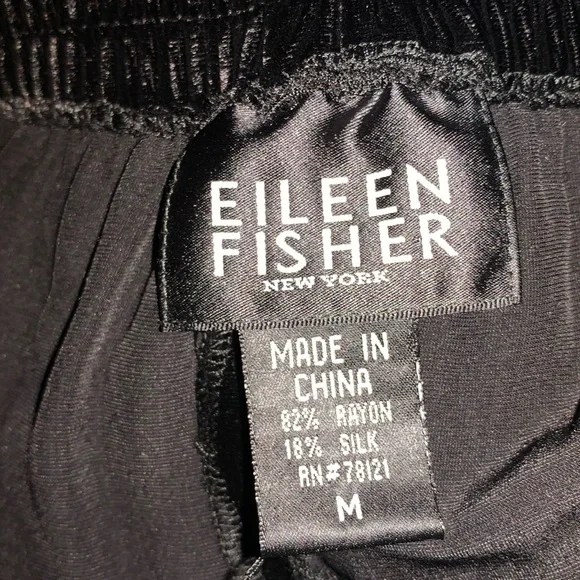 EILEEN
FISHER
NEW YORK
MADE IN
CHINA
82% RAYON
18% SILK
RN#78121
M